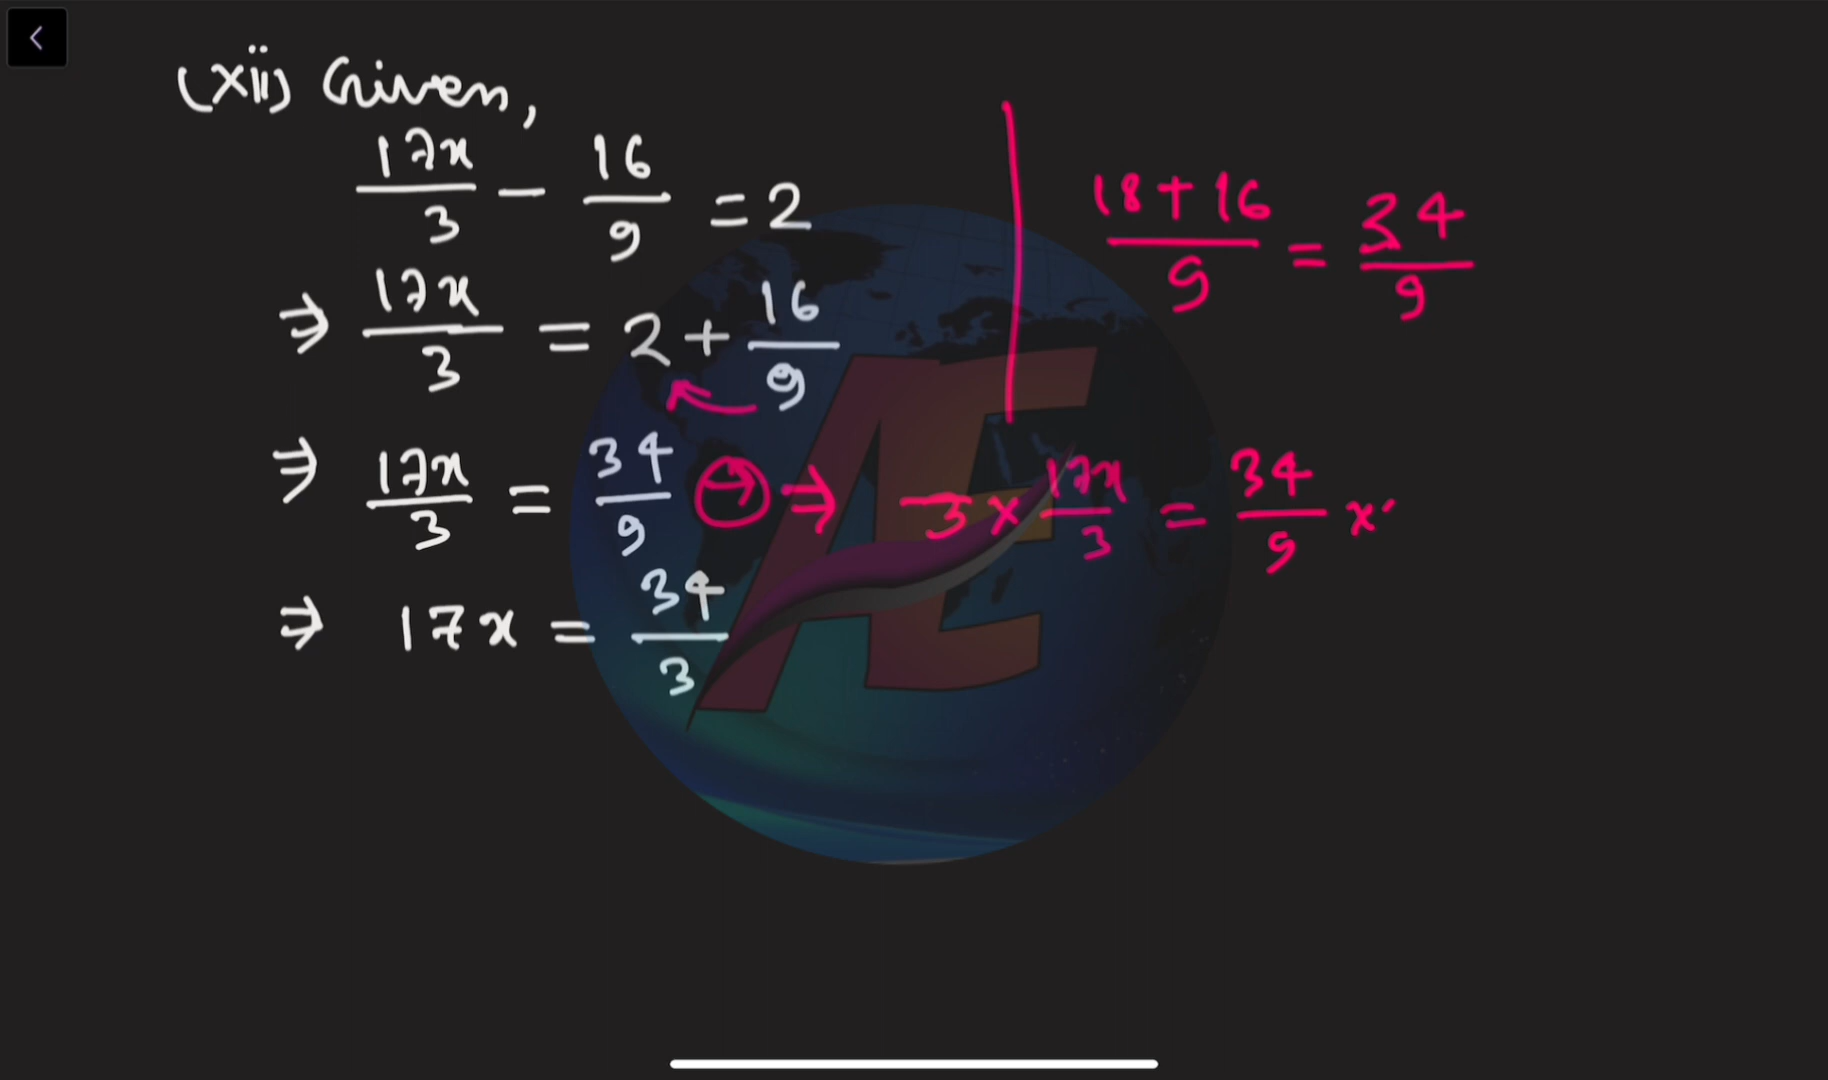 (xii) Given,
17x/3 - 16/9 = 2
⇒ 17x/3 = 2 + 16/9
⇒ 17x/3 = 34/9
⇒ 17x = 34/3
18+16/9 = 34/9
→ ⇒ 3 × 17x/3 = 34/9 ×
ÆE